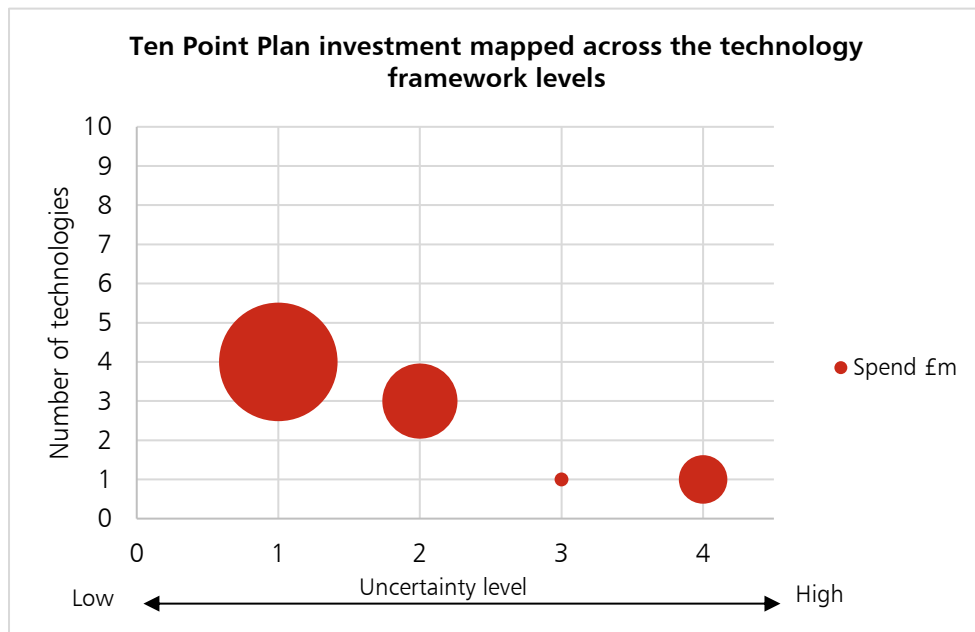 Ten Point Plan investment mapped across the technology
framework levels
10
9
8
7
6
5
4
3
2
1
0
Number of technologies
0 1 2 3 4
Uncertainty level
Low
High
Spend £m